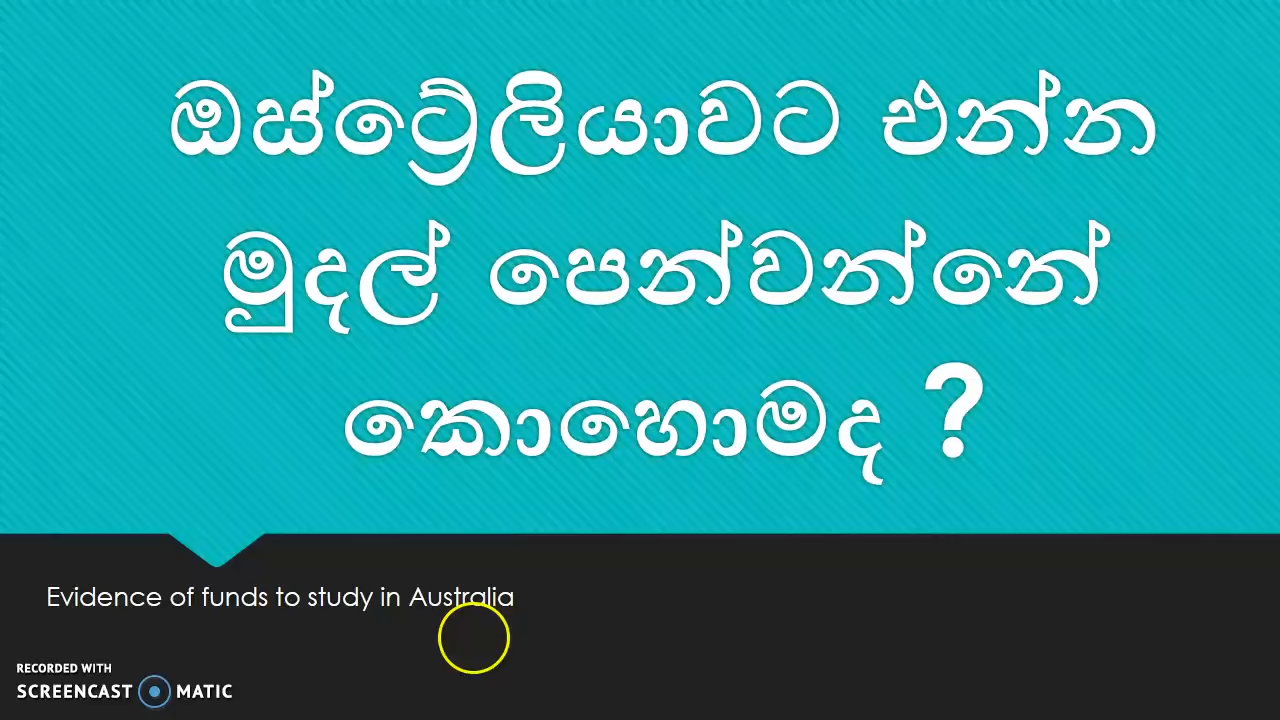 ඔස්ට්‍රේලියාවට එන්න
මුදල් පෙන්වන්නේ
කොහොමද ?
Evidence of funds to study in Australia
RECORDED WITH
SCREENCAST MATIC